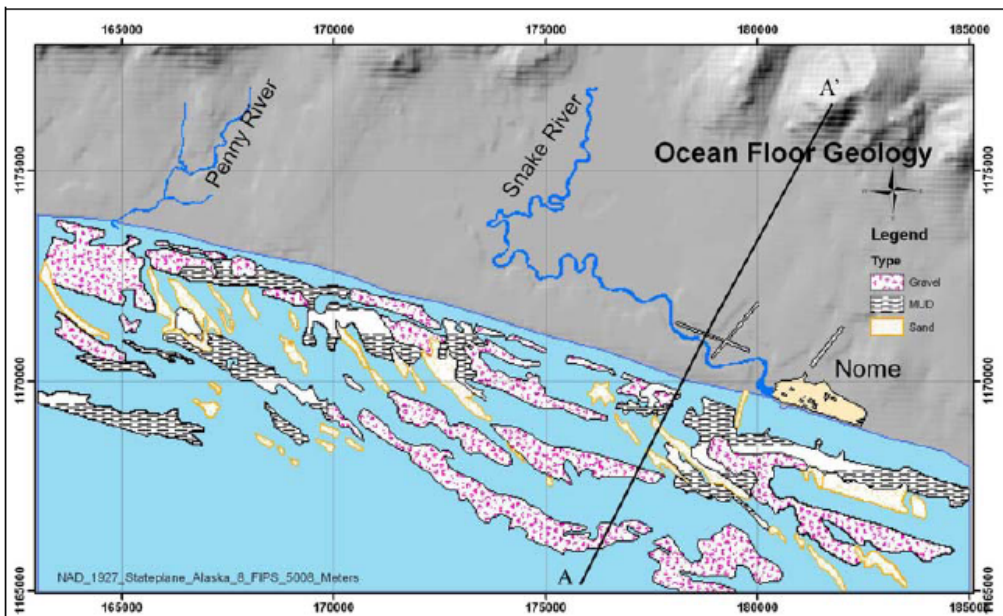 165000 170000 175000 180000 185000
A'
Penny River
Snake River
Ocean Floor Geology
1175000 1175000
Legend
Type
Gravel
MUD
Sand
Nome
1170000 1170000
A
NAD_1927_Stateplane_Alaska_8_FIPS_5008_Meters
1165000 1165000
165000 170000 175000 180000 185000